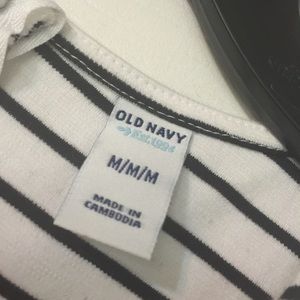 OLD NAVY
EST. 1994
M/M/M
MADE IN
CAMBODIA